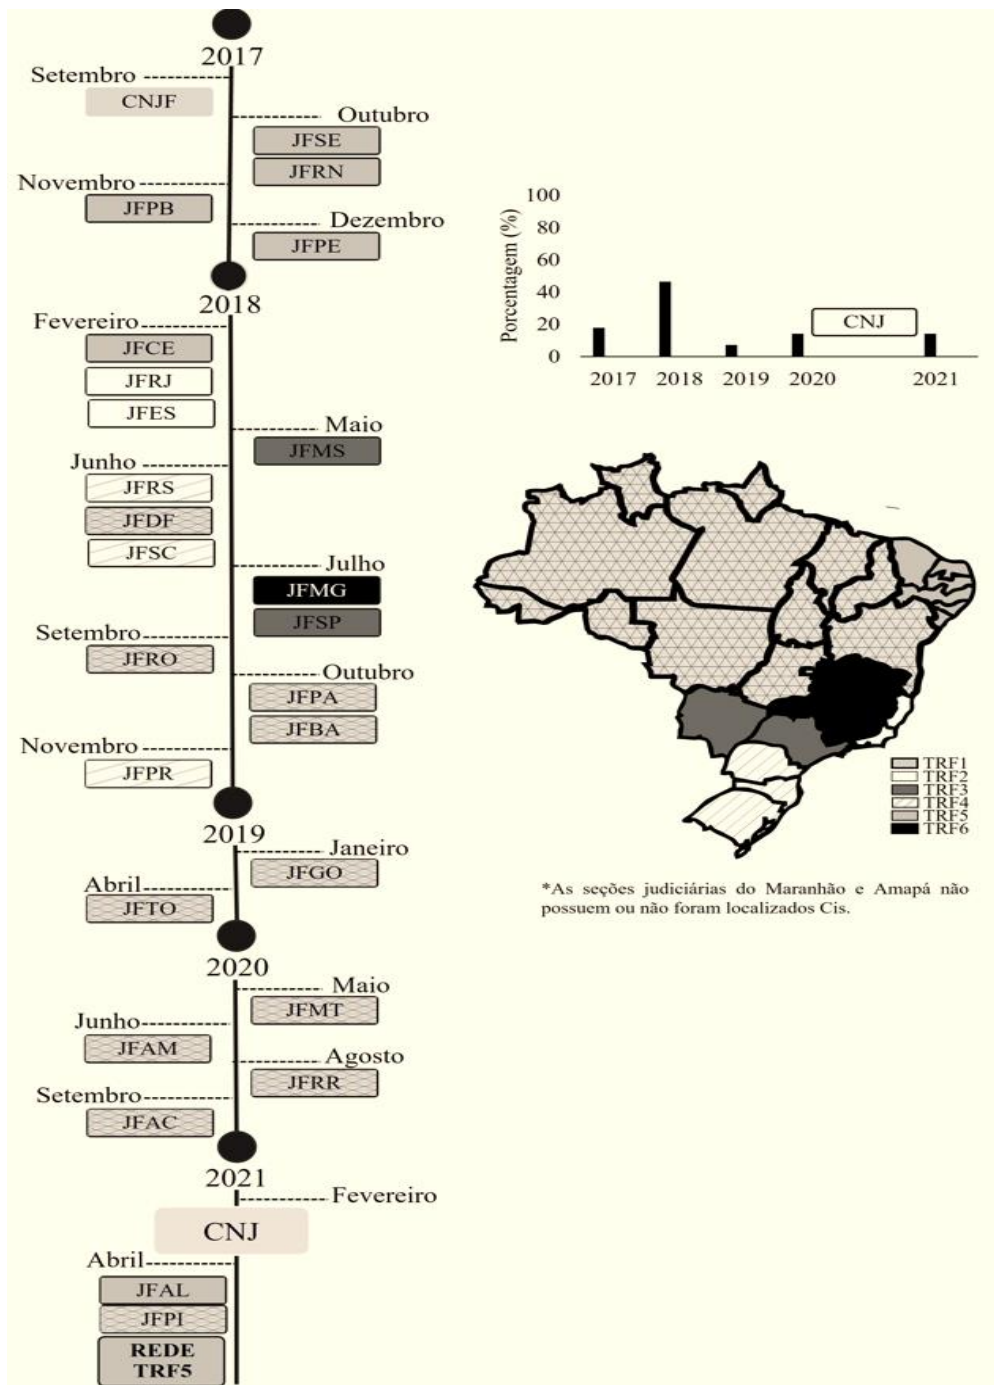 2017
Setembro
CNJF
Outubro
JFSE
JFRN
Novembro
JFPB
Dezembro
JFPE
2018
Fevereiro
JFCE
JFRJ
JFES
Maio
JFMS
Junho
JFRS
JFDF
JFSC
Julho
JFMG
JFSP
Setembro
JFRO
Outubro
JFPA
JFBA
Novembro
JFPR
2019
Janeiro
JFGO
Abril
JFTO
2020
Maio
JFMT
Junho
JFAM
Agosto
JFRR
Setembro
JFAC
2021
Fevereiro
CNJ
Abril
JFAL
JFPI
REDE
TRF5
Porcentagem (%)
100
80
60
40
20
0
CNJ
2017 2018 2019 2020 2021
TRF1
TRF2
TRF3
TRF4
TRF5
TRF6
*As seções judiciárias do Maranhão e Amapá não
possuem ou não foram localizados Cis.